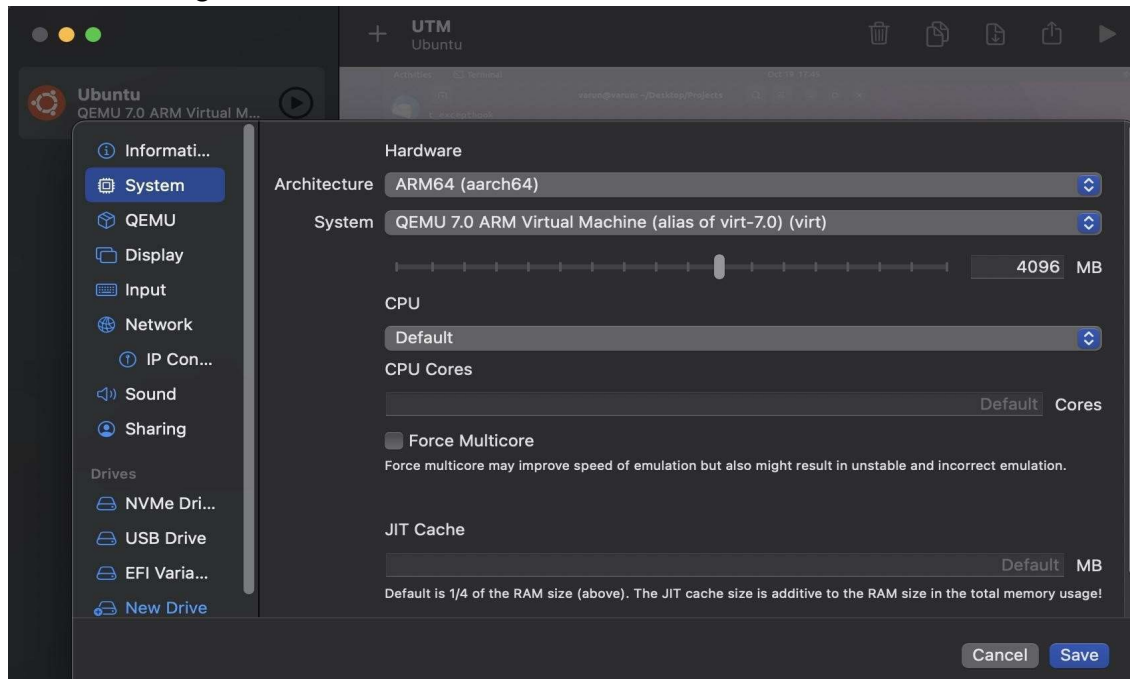 UTM
Ubuntu
Ubuntu
QEMU 7.0 ARM Virtual M...
Activities
Terminal
Informati...
System
QEMU
Display
Input
Network
IP Con...
Sound
Sharing
Drives
NVMe Dri...
USB Drive
EFI Varia...
New Drive
Hardware
Architecture ARM64 (aarch64)
System QEMU 7.0 ARM Virtual Machine (alias of virt-7.0) (virt)
4096 MB
CPU
Default
CPU Cores
Default Cores
Force Multicore
Force multicore may improve speed of emulation but also might result in unstable and incorrect emulation.
JIT Cache
Default MB
Default is 1/4 of the RAM size (above). The JIT cache size is additive to the RAM size in the total memory usage!
Cancel Save